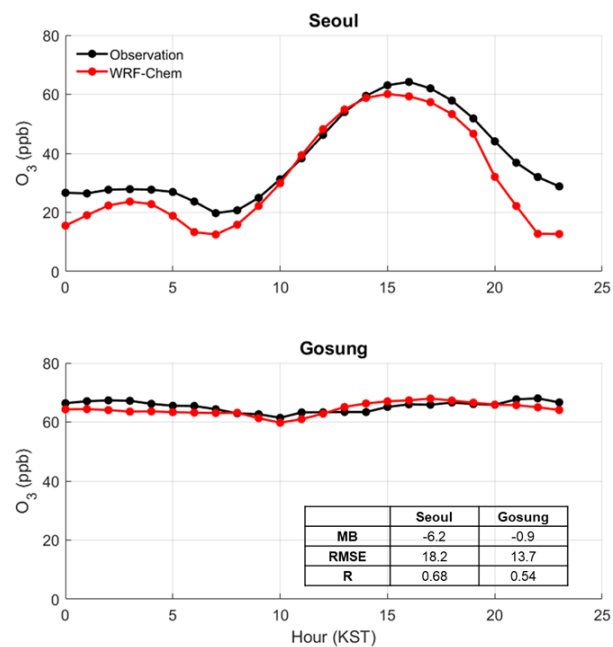 Seoul
80
60
40
20
0
O3 (ppb)
Observation
WRF-Chem
0 5 10 15 20 25
Gosung
80
60
40
20
0
O3 (ppb)
Seoul Gosung
MB -6.2 -0.9
RMSE 18.2 13.7
R 0.68 0.54
0 5 10 15 20 25
Hour (KST)